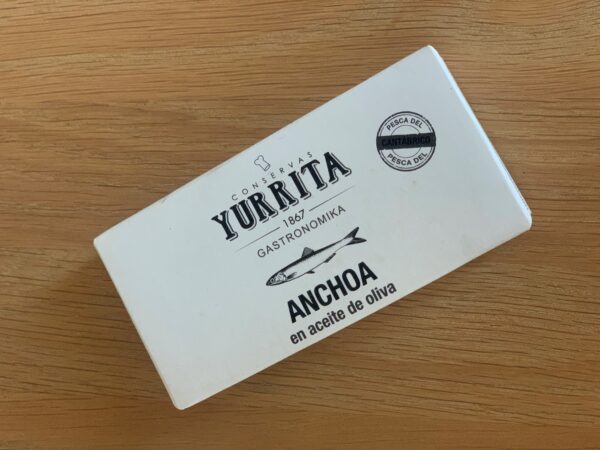 CONSERVAS
YURRITA
1867
GASTRONOMIKA
ANCHOA
en aceite de oliva
PESCA DEL
CANTÁBRICO
PESCA DEL